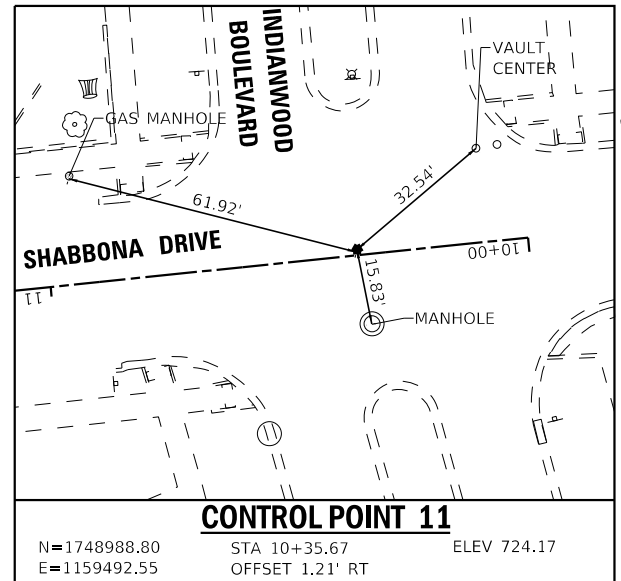 INDIANWOOD
BOULEVARD
VAULT
CENTER
GAS MANHOLE
61.92'
32.54'
SHABBONA DRIVE
10+00
15.83'
11
MANHOLE
CONTROL POINT 11
N=1748988.80
STA 10+35.67
ELEV 724.17
E=1159492.55
OFFSET 1.21' RT